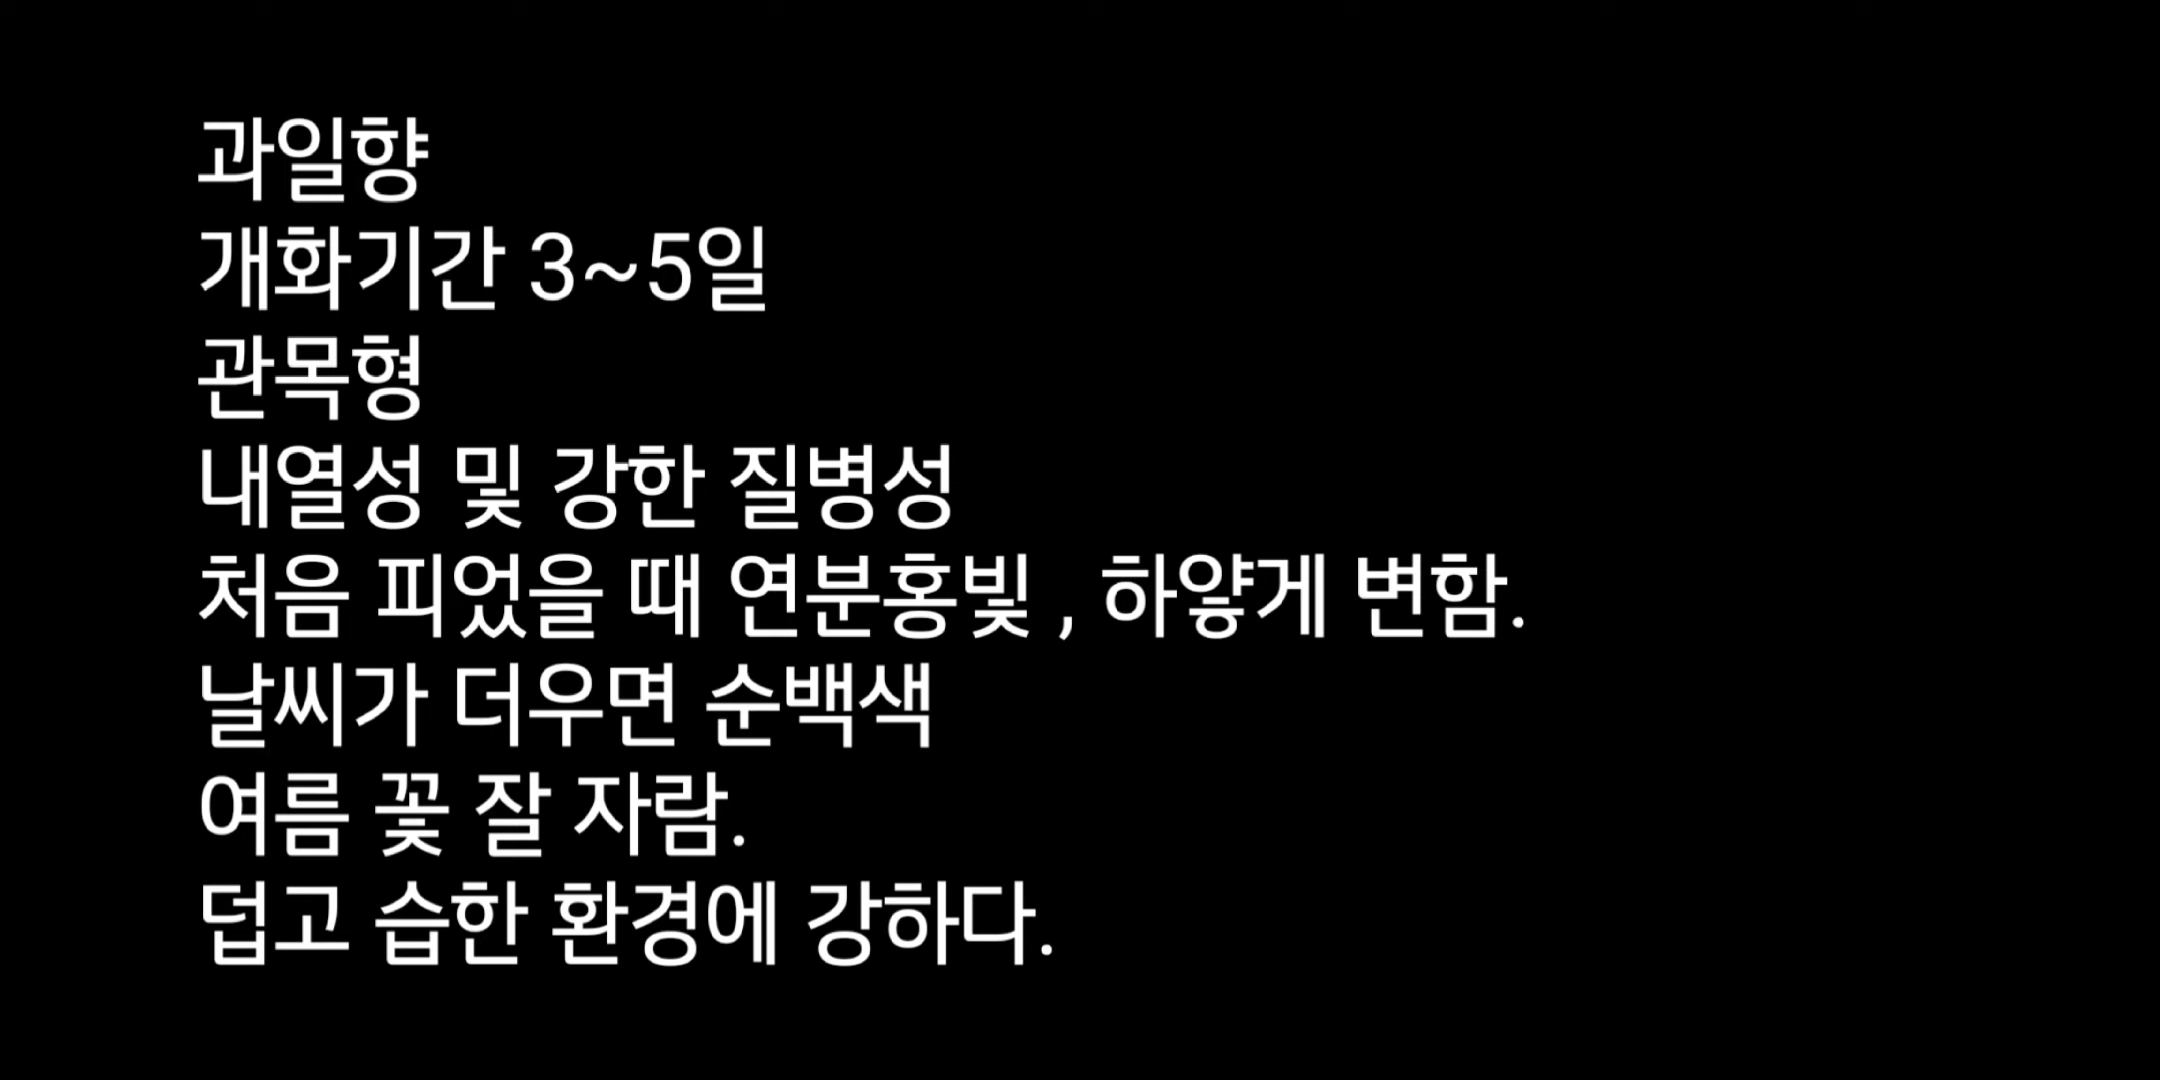 과일향
개화기간 3~5일
관목형
내열성 및 강한 질병성
처음 피었을 때 연분홍빛 , 하얗게 변함.
날씨가 더우면 순백색
여름 꽃 잘 자람.
덥고 습한 환경에 강하다.